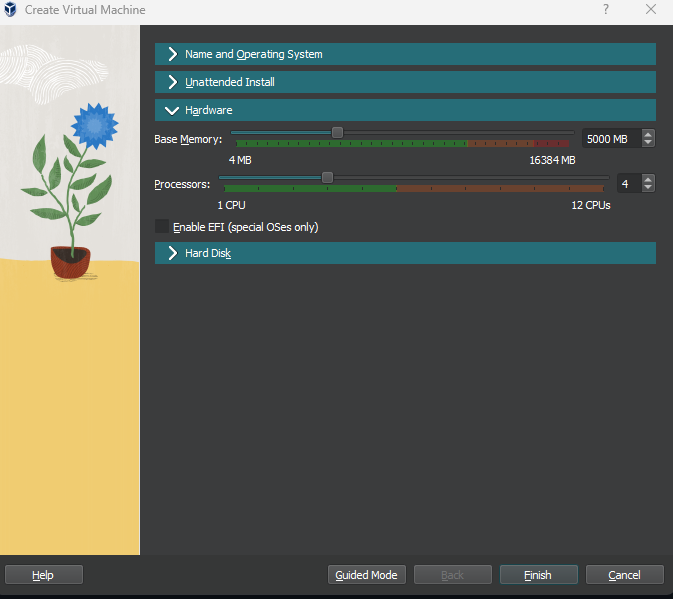 Create Virtual Machine
?
Name and Operating System
Unattended Install
Hardware
Base Memory: 5000 MB
4 MB 16384 MB
Processors: 4
1 CPU 12 CPUs
Enable EFI (special OSes only)
Hard Disk
Help Guided Mode Back Finish Cancel